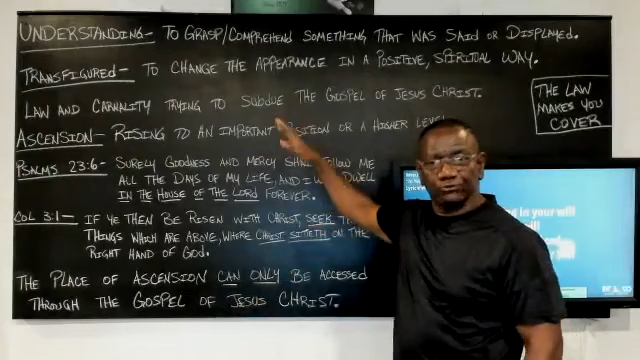 UNDERSTANDING- TO GRASP/COMPREHEND SOMETHING THAT WAS SAID OR DISPLAYED.
TRANSFIGURED- TO CHANGE THE APPEARANCE IN A POSITIVE, SPIRITUAL WAY.
LAW AND CARNALITY TRYING TO SUBDUE THE GOSPEL OF JESUS CHRIST.
THE LAW
MAKES YOU
COVER
ASCENSION- RISING TO AN IMPORTANT POSITION OR A HIGHER LEVEL
PSALMS 23:6- SURELY GOODNESS AND MERCY SHALL FOLLOW ME
ALL THE DAYS OF MY LIFE, AND I DWELL
IN THE HOUSE OF THE LORD FOREVER.
COL 3:1- IF YE THEN BE RISEN WITH CHRIST, SEEK
THINGS WHICH ARE ABOVE, WHERE CHRIST SITTETH ON THE
RIGHT HAND OF GOD.
THE PLACE OF ASCENSION CAN ONLY BE ACCESSED
THROUGH THE GOSPEL OF JESUS CHRIST.
in your will